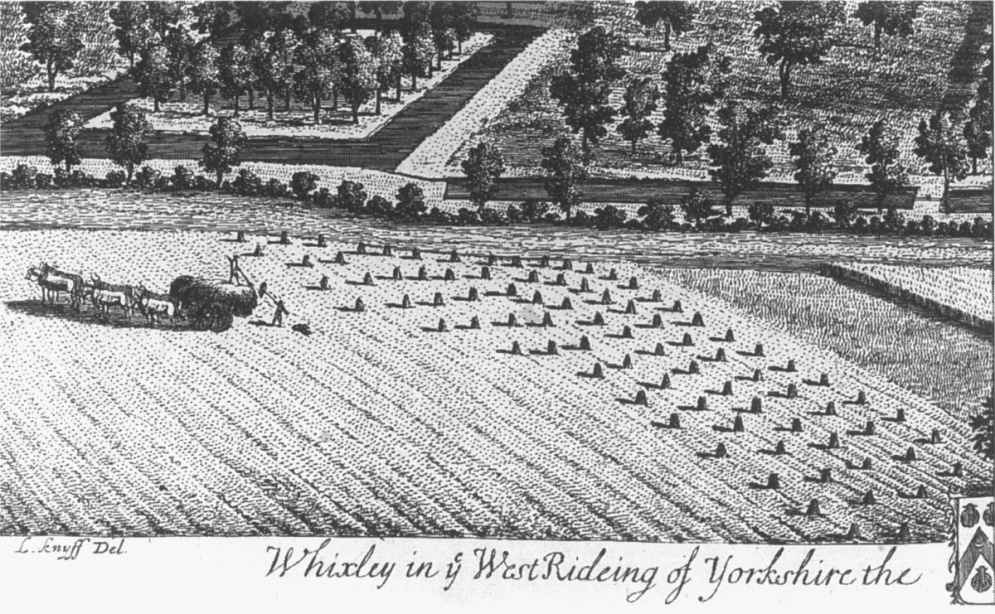 L. Knyff Del.
Whixley in yᵉ West Rideing of Yorkshire the